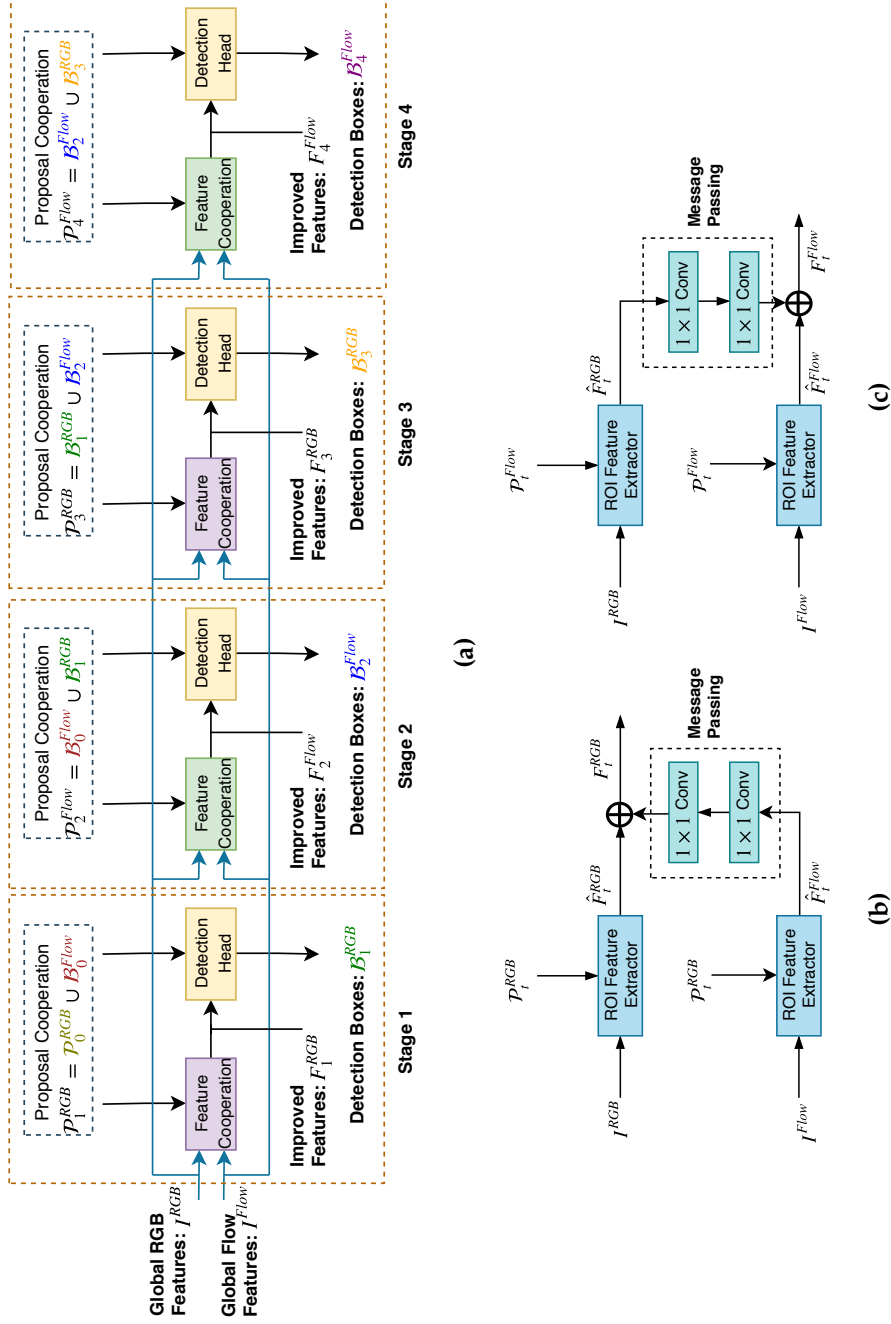 Proposal Cooperation
𝒫_1^{RGB} = 𝒫_0^{RGB} ∪ ℬ_0^{Flow}
Global RGB
Features: I^{RGB}
Global Flow
Features: I^{Flow}
Feature
Cooperation
Detection
Head
Improved
Features: F_1^{RGB}
Detection Boxes: ℬ_1^{RGB}
Stage 1
Proposal Cooperation
𝒫_2^{Flow} = ℬ_0^{Flow} ∪ ℬ_1^{RGB}
Feature
Cooperation
Detection
Head
Improved
Features: F_2^{Flow}
Detection Boxes: ℬ_2^{Flow}
Stage 2
Proposal Cooperation
𝒫_3^{RGB} = ℬ_1^{RGB} ∪ ℬ_2^{Flow}
Feature
Cooperation
Detection
Head
Improved
Features: F_3^{RGB}
Detection Boxes: ℬ_3^{RGB}
Stage 3
Proposal Cooperation
𝒫_4^{Flow} = ℬ_2^{Flow} ∪ ℬ_3^{RGB}
Feature
Cooperation
Detection
Head
Improved
Features: F_4^{Flow}
Detection Boxes: ℬ_4^{Flow}
Stage 4
(a)
𝒫_t^{RGB}
I^{RGB}
ROI Feature
Extractor
F̂_t^{RGB}
F_t^{RGB}
𝒫_t^{RGB}
1 × 1 Conv
1 × 1 Conv
Message
Passing
I^{Flow}
ROI Feature
Extractor
F̂_t^{Flow}
(b)
𝒫_t^{Flow}
I^{RGB}
ROI Feature
Extractor
F̂_t^{RGB}
Message
Passing
1 × 1 Conv
1 × 1 Conv
𝒫_t^{Flow}
I^{Flow}
ROI Feature
Extractor
F̂_t^{Flow}
F_t^{Flow}
(c)